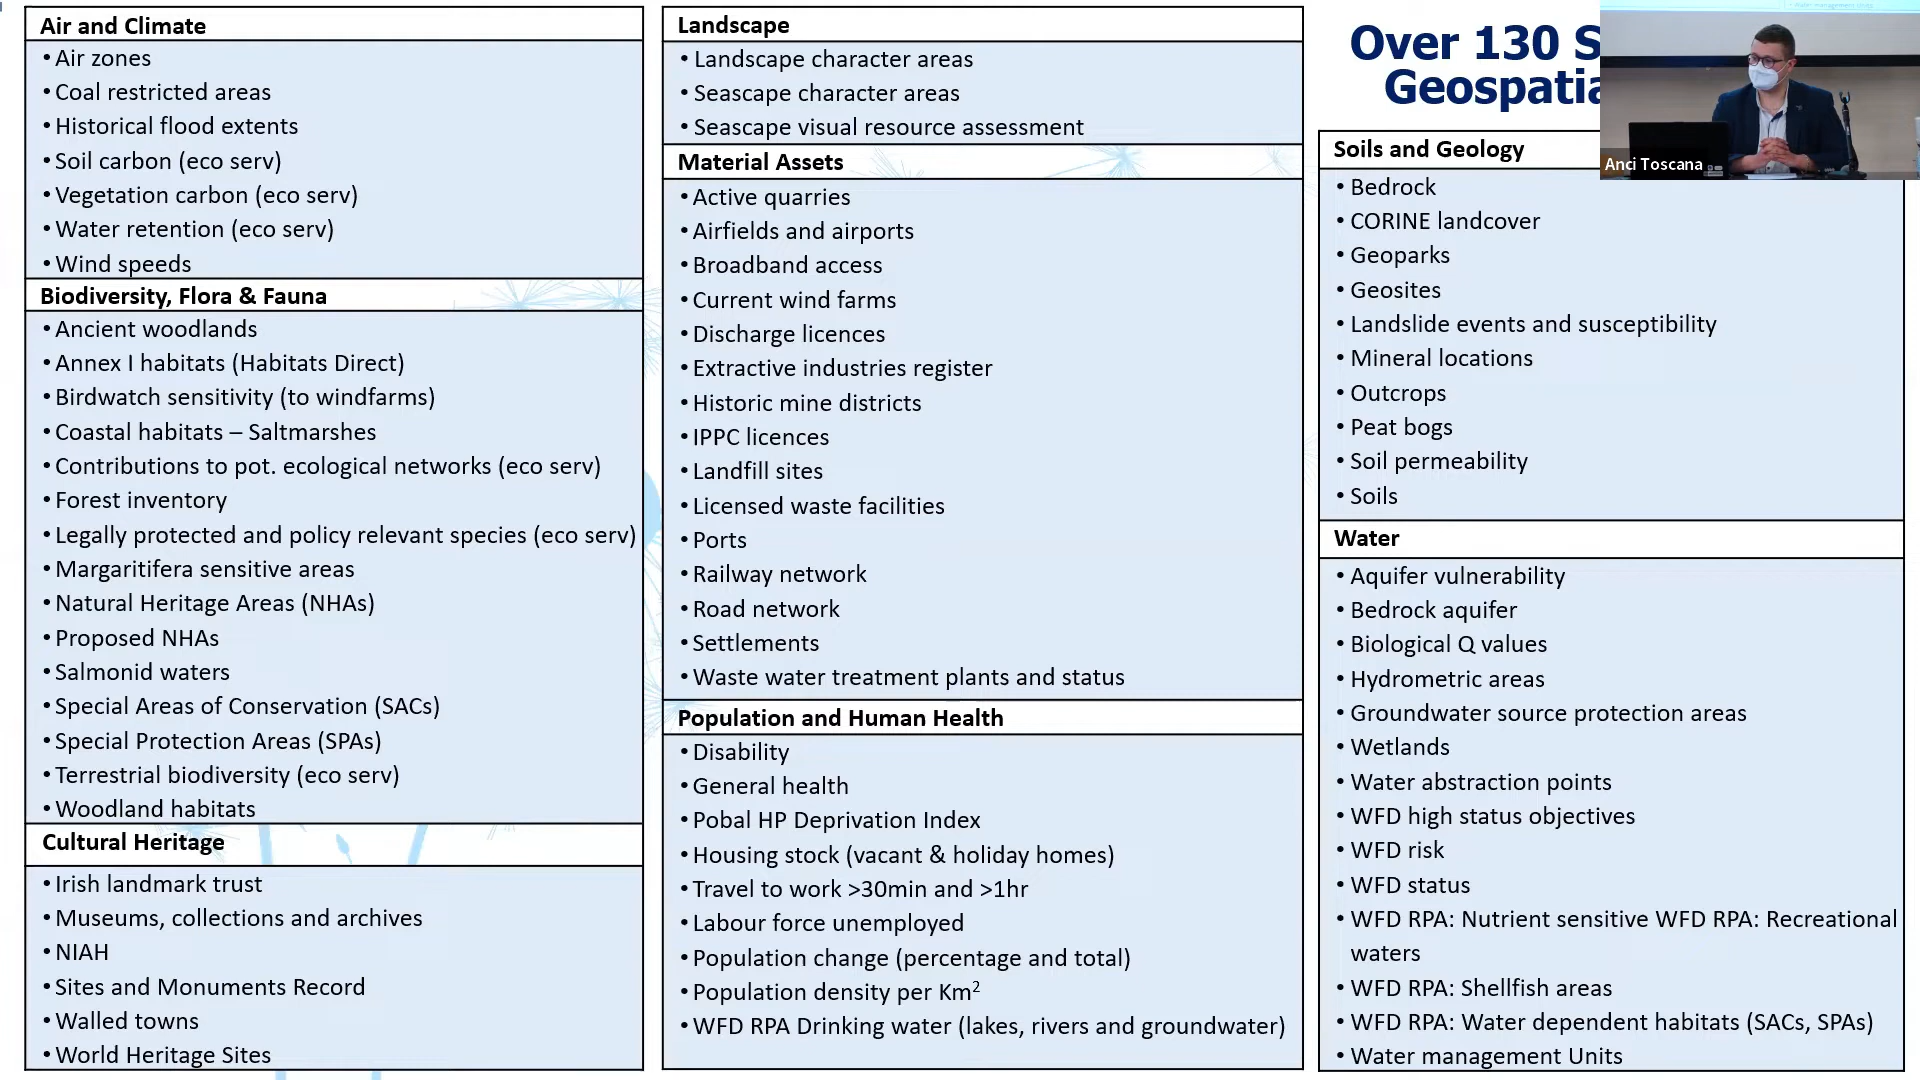 Air and Climate
• Air zones
• Coal restricted areas
• Historical flood extents
• Soil carbon (eco serv)
• Vegetation carbon (eco serv)
• Water retention (eco serv)
• Wind speeds
Biodiversity, Flora & Fauna
• Ancient woodlands
• Annex I habitats (Habitats Direct)
• Birdwatch sensitivity (to windfarms)
• Coastal habitats – Saltmarshes
• Contributions to pot. ecological networks (eco serv)
• Forest inventory
• Legally protected and policy relevant species (eco serv)
• Margaritifera sensitive areas
• Natural Heritage Areas (NHAs)
• Proposed NHAs
• Salmonid waters
• Special Areas of Conservation (SACs)
• Special Protection Areas (SPAs)
• Terrestrial biodiversity (eco serv)
• Woodland habitats
Cultural Heritage
• Irish landmark trust
• Museums, collections and archives
• NIAH
• Sites and Monuments Record
• Walled towns
• World Heritage Sites
Landscape
• Landscape character areas
• Seascape character areas
• Seascape visual resource assessment
Material Assets
• Active quarries
• Airfields and airports
• Broadband access
• Current wind farms
• Discharge licences
• Extractive industries register
• Historic mine districts
• IPPC licences
• Landfill sites
• Licensed waste facilities
• Ports
• Railway network
• Road network
• Settlements
• Waste water treatment plants and status
Population and Human Health
• Disability
• General health
• Pobal HP Deprivation Index
• Housing stock (vacant & holiday homes)
• Travel to work >30min and >1hr
• Labour force unemployed
• Population change (percentage and total)
• Population density per Km²
• WFD RPA Drinking water (lakes, rivers and groundwater)
Over 130 S
Geospatia
Anci Toscana
Soils and Geology
• Bedrock
• CORINE landcover
• Geoparks
• Geosites
• Landslide events and susceptibility
• Mineral locations
• Outcrops
• Peat bogs
• Soil permeability
• Soils
Water
• Aquifer vulnerability
• Bedrock aquifer
• Biological Q values
• Hydrometric areas
• Groundwater source protection areas
• Wetlands
• Water abstraction points
• WFD high status objectives
• WFD risk
• WFD status
• WFD RPA: Nutrient sensitive WFD RPA: Recreational
waters
• WFD RPA: Shellfish areas
• WFD RPA: Water dependent habitats (SACs, SPAs)
• Water management Units